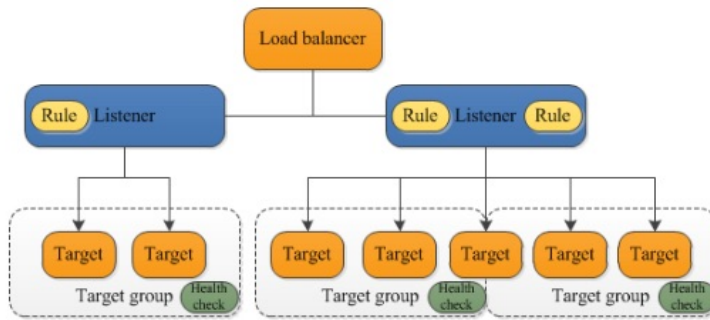 Load balancer
Rule Listener
Rule Listener Rule
Target Target
Target Target Target Target Target
Target group Health check
Target group Health check
Target group Health check